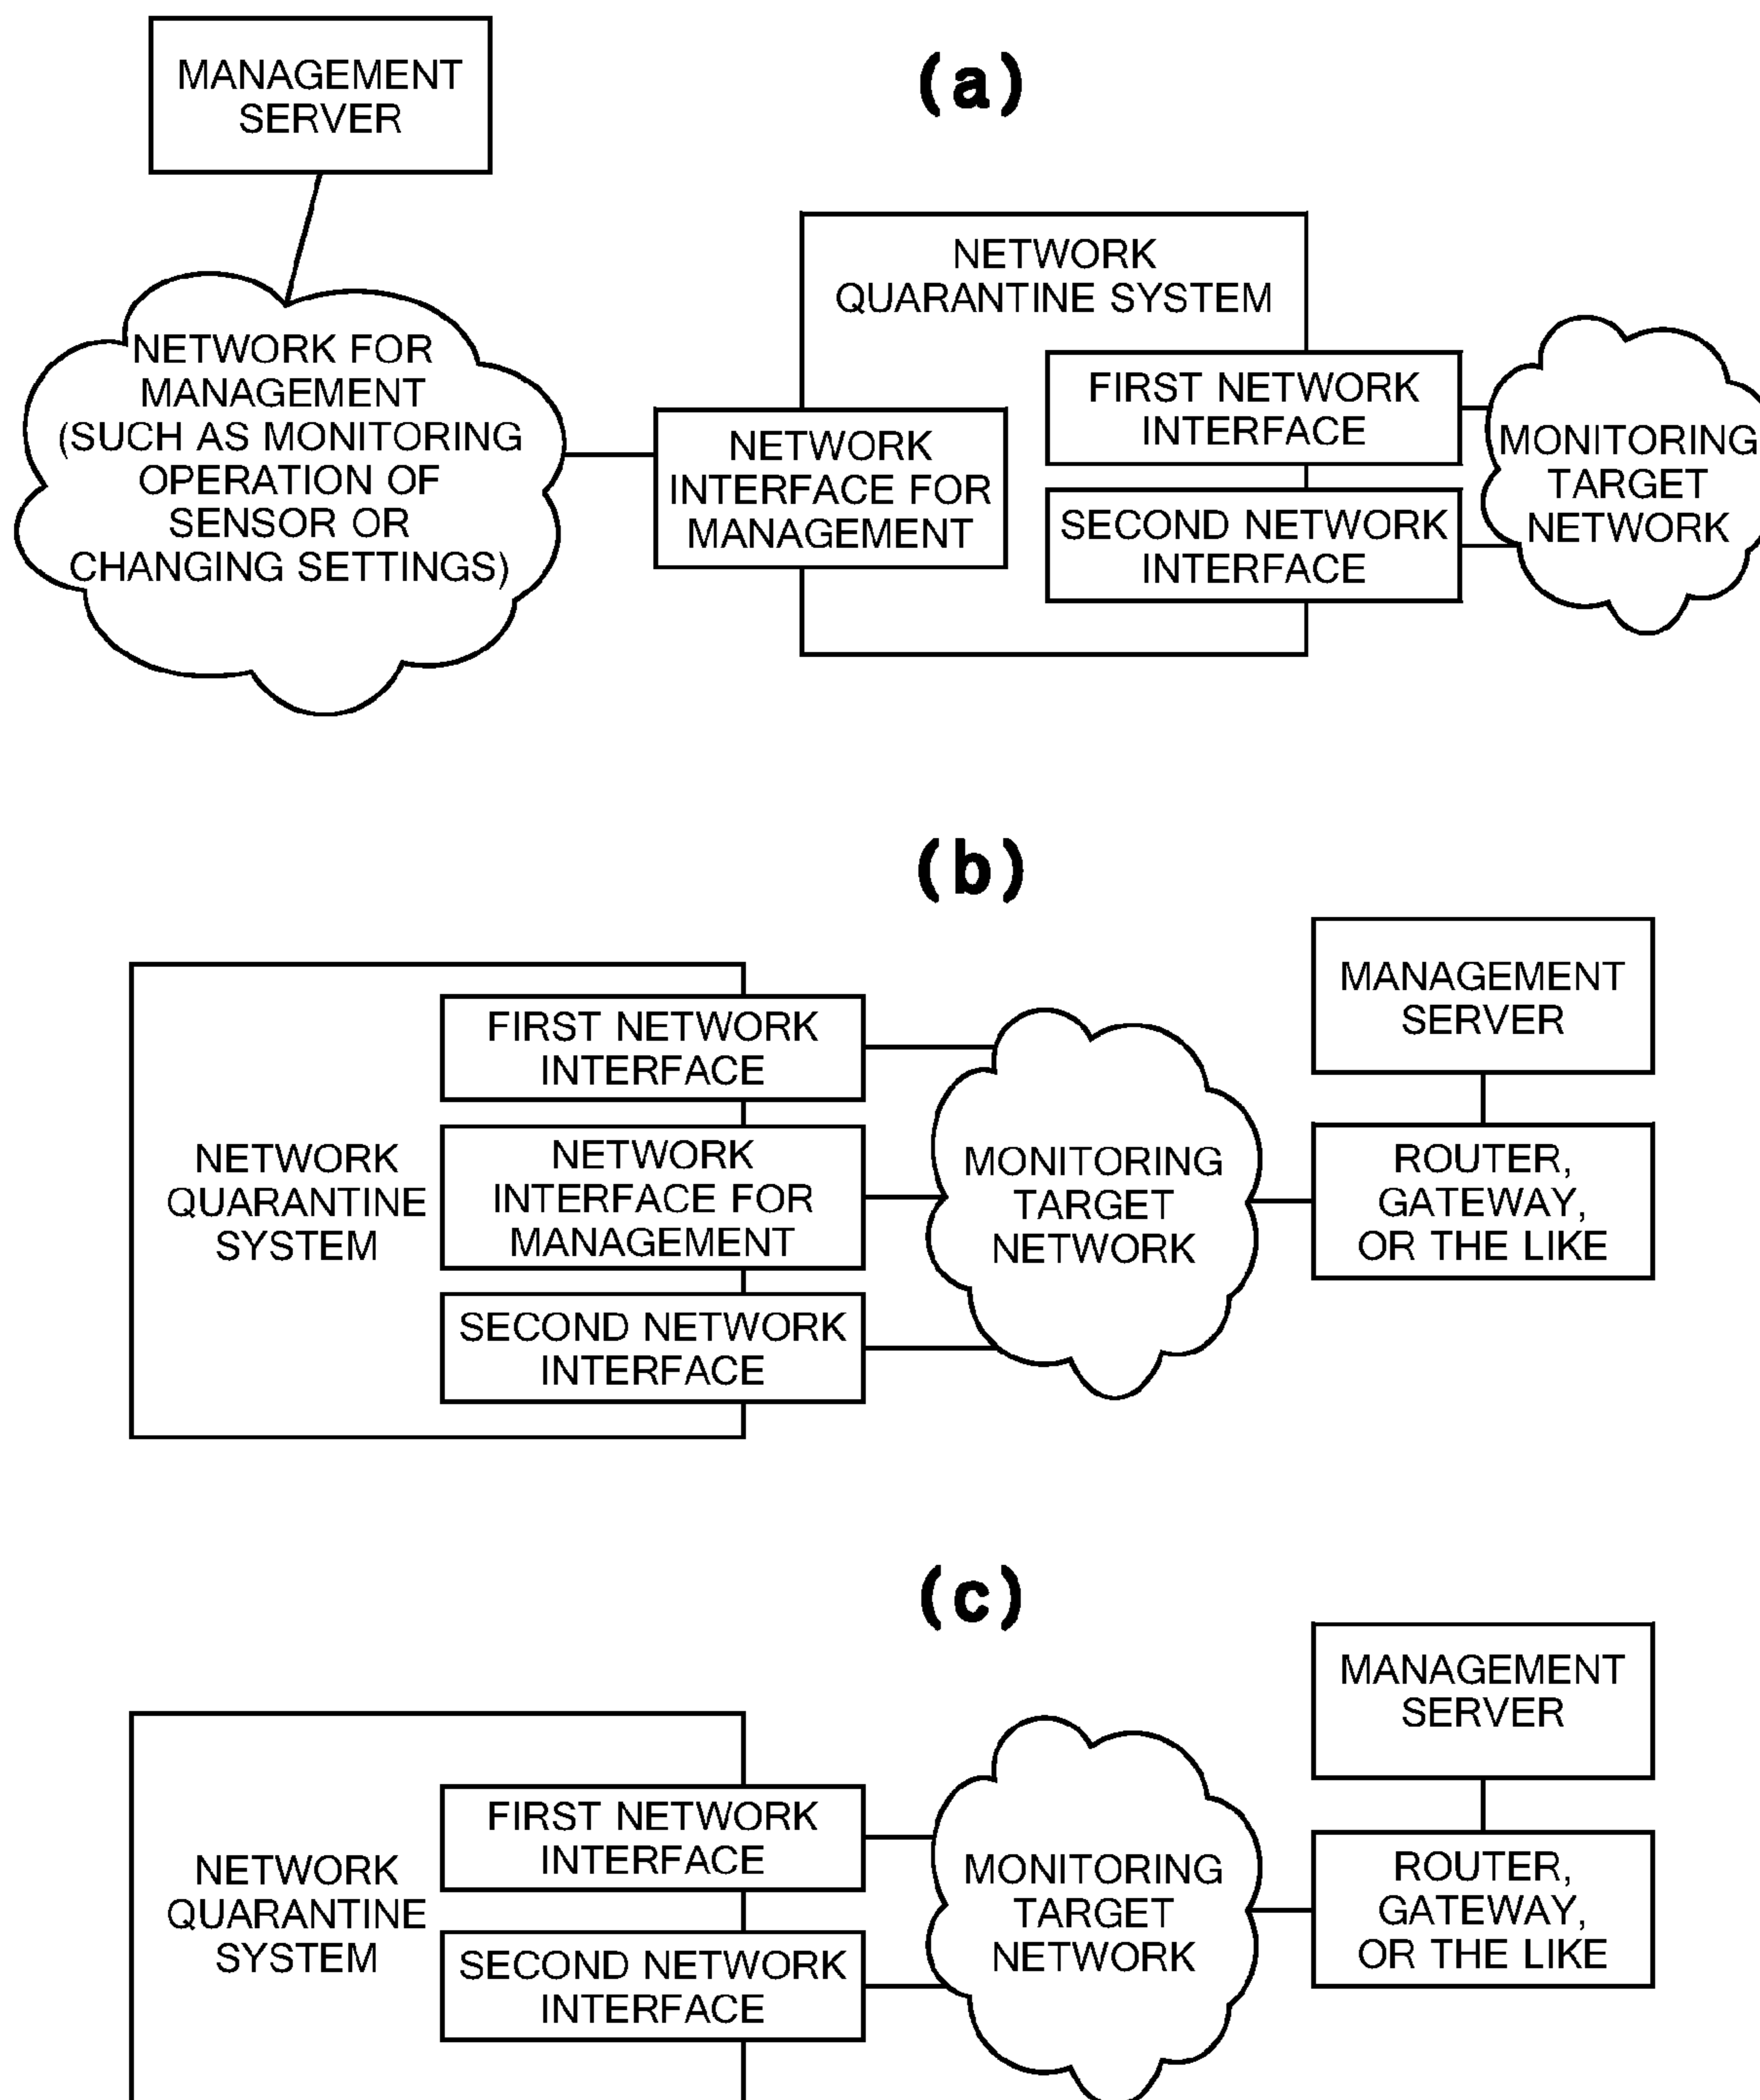 (a)
MANAGEMENT
SERVER
NETWORK
QUARANTINE SYSTEM
NETWORK FOR
MANAGEMENT
(SUCH AS MONITORING
OPERATION OF
SENSOR OR
CHANGING SETTINGS)
NETWORK
INTERFACE FOR
MANAGEMENT
FIRST NETWORK
INTERFACE
SECOND NETWORK
INTERFACE
MONITORING
TARGET
NETWORK
(b)
NETWORK
QUARANTINE
SYSTEM
FIRST NETWORK
INTERFACE
NETWORK
INTERFACE FOR
MANAGEMENT
SECOND NETWORK
INTERFACE
MONITORING
TARGET
NETWORK
MANAGEMENT
SERVER
ROUTER,
GATEWAY,
OR THE LIKE
(c)
NETWORK
QUARANTINE
SYSTEM
FIRST NETWORK
INTERFACE
SECOND NETWORK
INTERFACE
MONITORING
TARGET
NETWORK
MANAGEMENT
SERVER
ROUTER,
GATEWAY,
OR THE LIKE